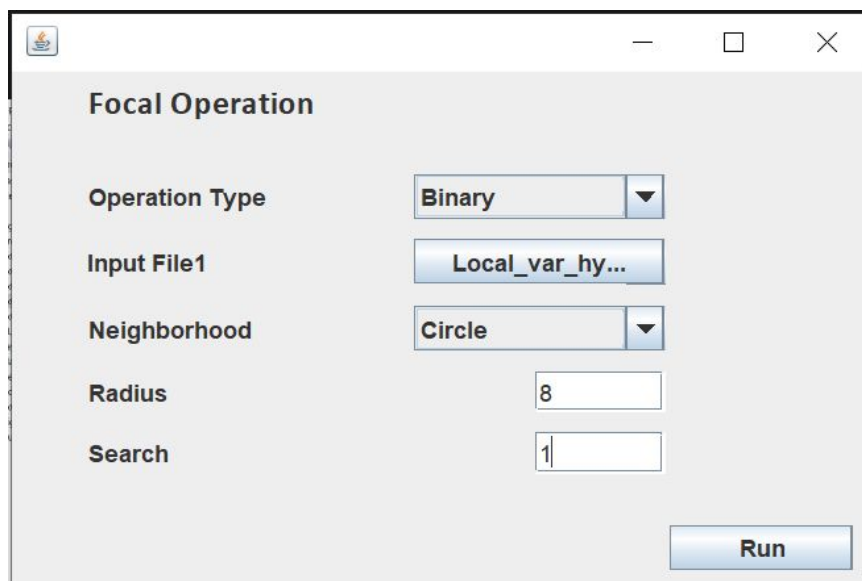 Focal Operation
Operation Type Binary
Input File1 Local_var_hy...
Neighborhood Circle
Radius 8
Search 1
Run